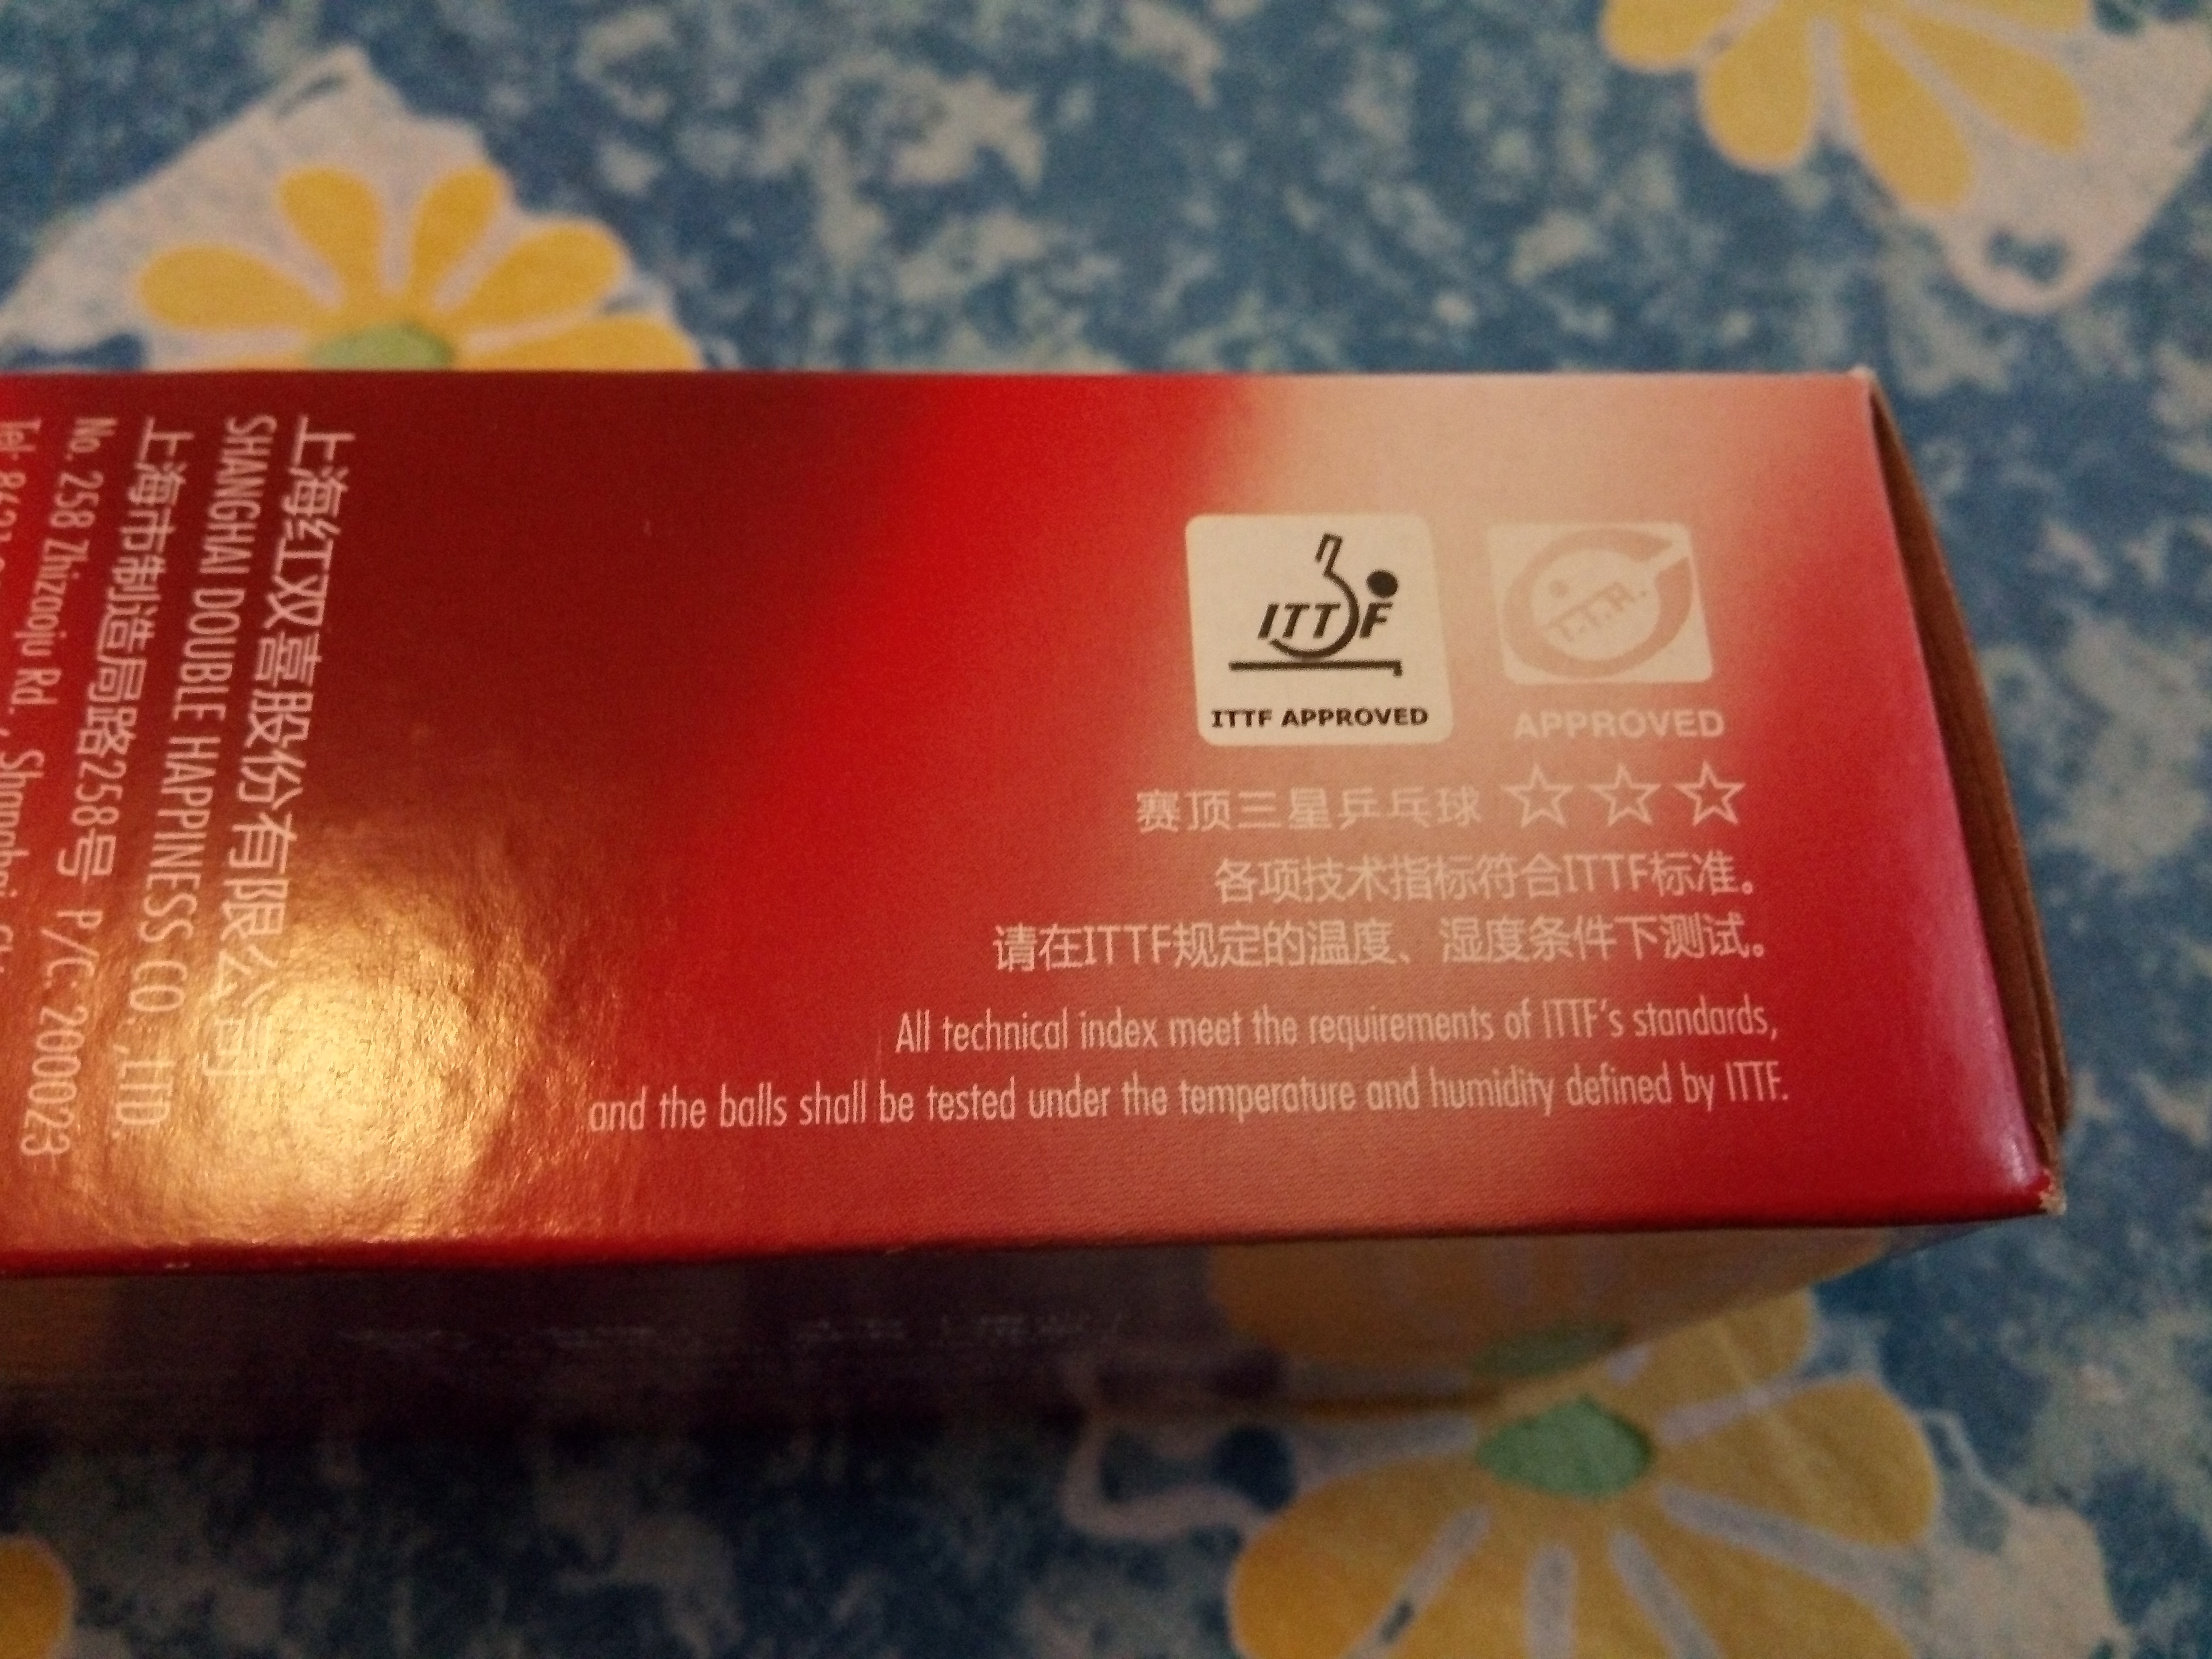 ITTF
ITTF APPROVED
T.T.A.
APPROVED
赛顶三星乒乓球 ☆☆☆
各项技术指标符合ITTF标准。
请在ITTF规定的温度、湿度条件下测试。
All technical index meet the requirements of ITTF's standards,
and the balls shall be tested under the temperature and humidity defined by ITTF.
上海红双喜股份有限公司
SHANGHAI DOUBLE HAPPINESS CO .,LTD.
上海市制造局路258号 P/C: 200023
No. 258 Zhizaoju Rd. , Shanghai
Tel: